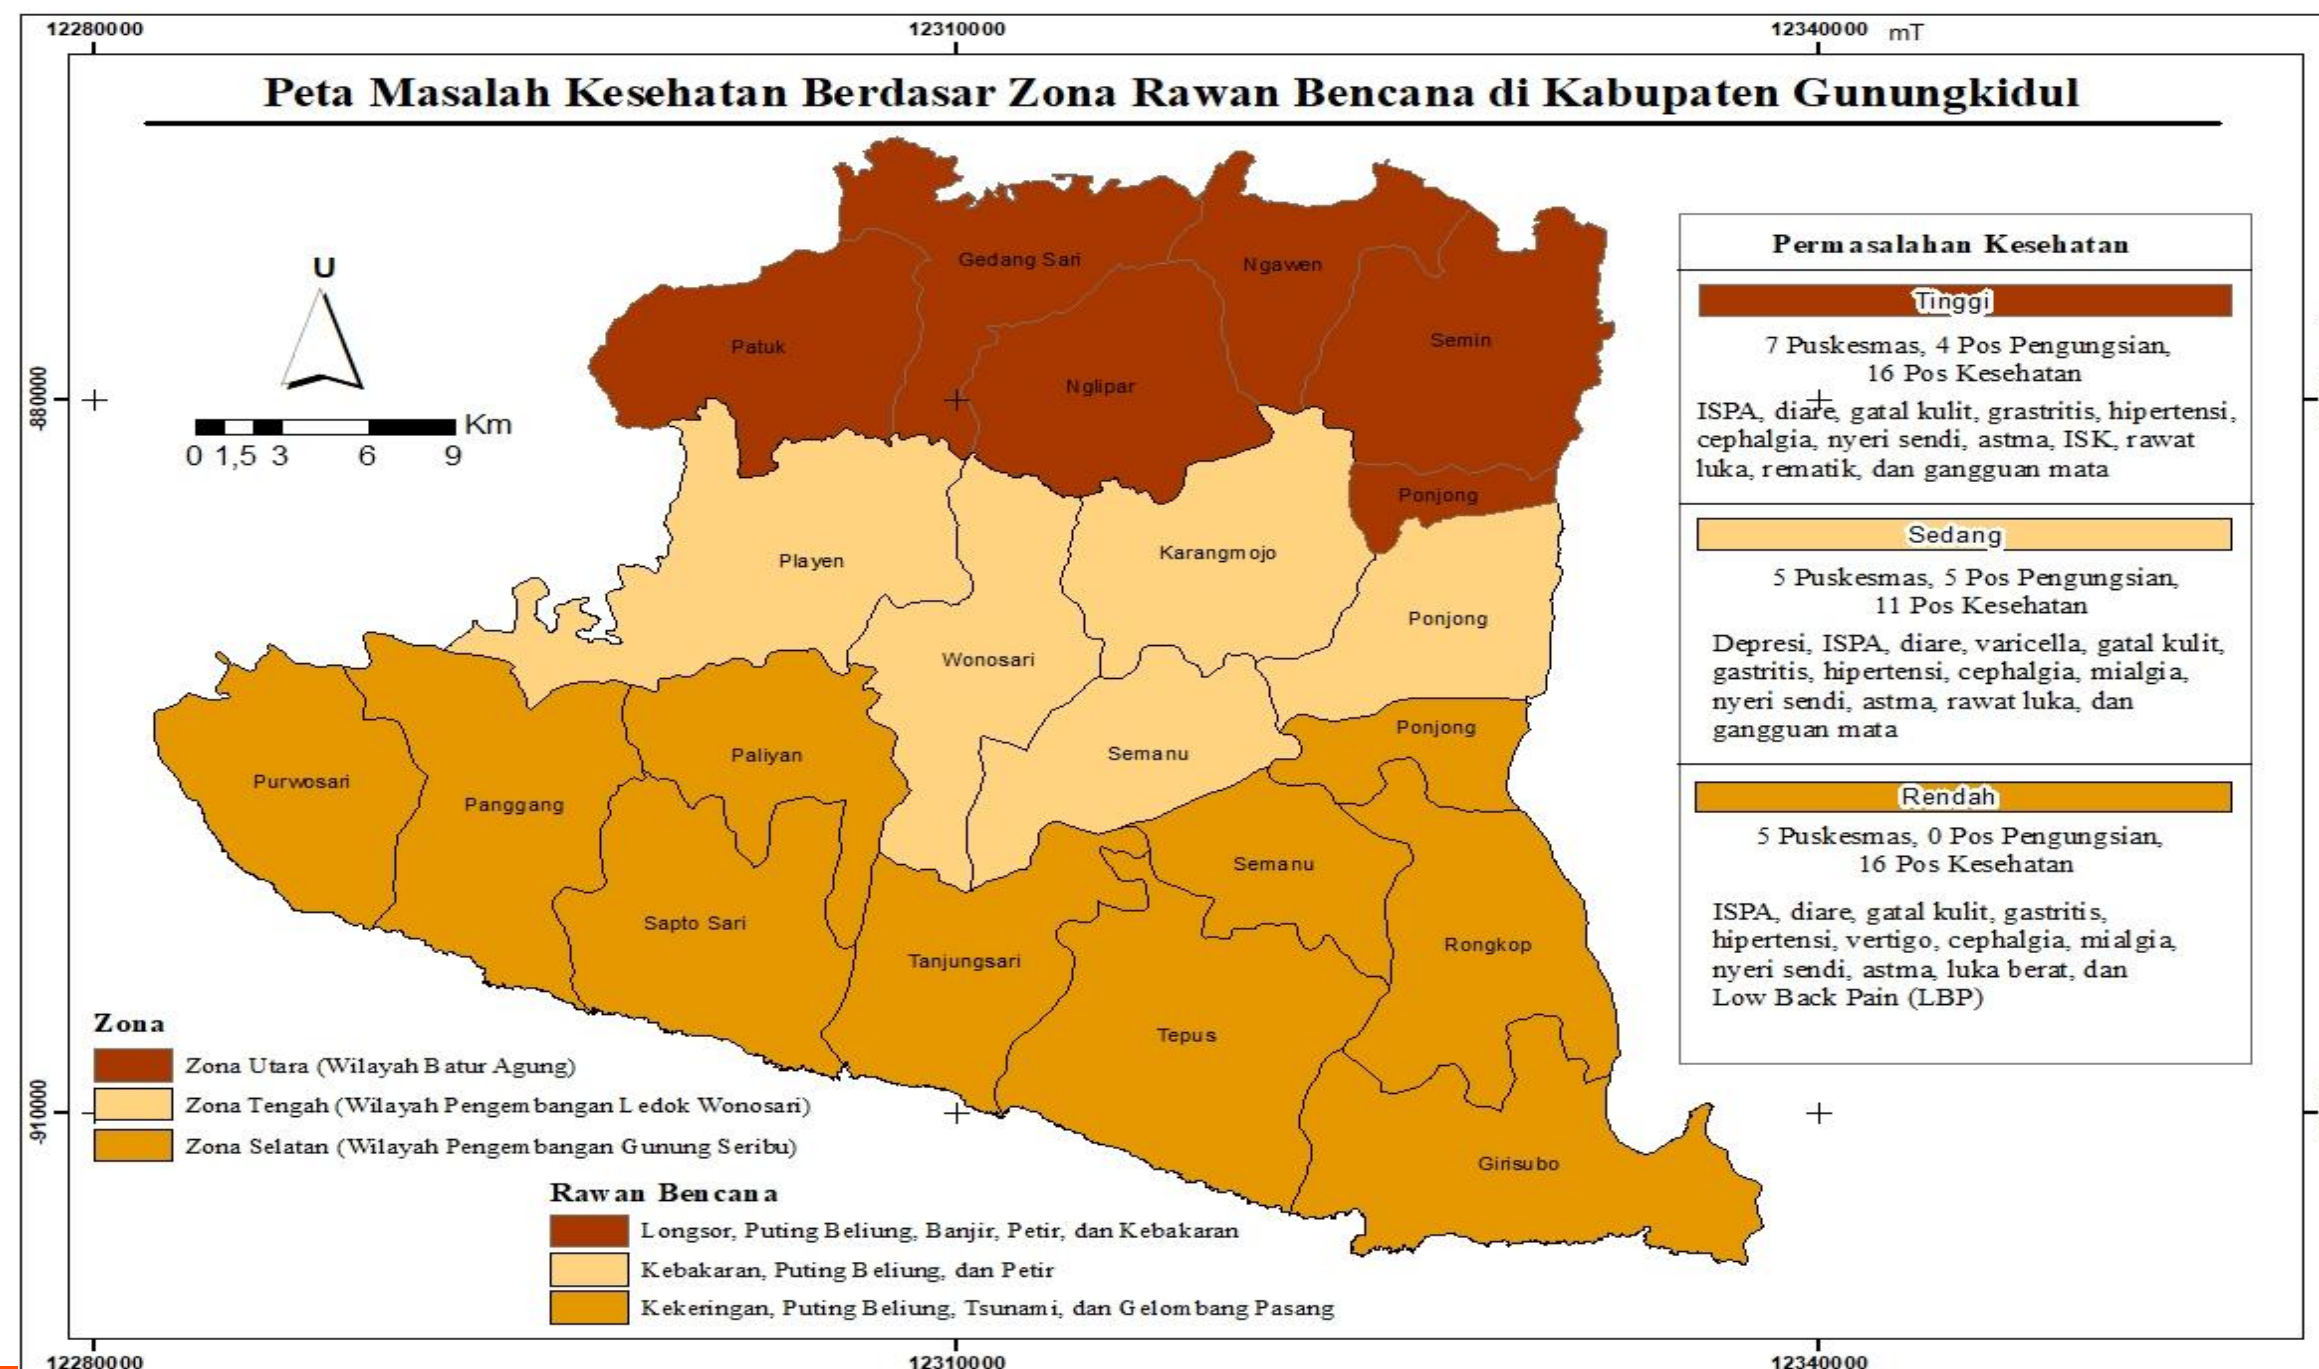 12280000
12310000
12340000 mT
Peta Masalah Kesehatan Berdasar Zona Rawan Bencana di Kabupaten Gunungkidul
U
Km
0 1,5 3 6 9
-880000
-910000
Gedang Sari
Ngawen
Patuk
Semin
Nglipar
Ponjong
Playen
Karangmojo
Ponjong
Wonosari
Semanu
Ponjong
Paliyan
Purwosari
Panggang
Semanu
Sapto Sari
Tanjungsari
Rongkop
Tepus
Girisubo
Permasalahan Kesehatan
Tinggi
7 Puskesmas, 4 Pos Pengungsian,
16 Pos Kesehatan
ISPA, diare, gatal kulit, grastritis, hipertensi,
cephalgia, nyeri sendi, astma, ISK, rawat
luka, rematik, dan gangguan mata
Sedang
5 Puskesmas, 5 Pos Pengungsian,
11 Pos Kesehatan
Depresi, ISPA, diare, varicella, gatal kulit,
gastritis, hipertensi, cephalgia, mialgia,
nyeri sendi, astma, rawat luka, dan
gangguan mata
Rendah
5 Puskesmas, 0 Pos Pengungsian,
16 Pos Kesehatan
ISPA, diare, gatal kulit, gastritis,
hipertensi, vertigo, cephalgia, mialgia,
nyeri sendi, astma, luka berat, dan
Low Back Pain (LBP)
Zona
Zona Utara (Wilayah Batur Agung)
Zona Tengah (Wilayah Pengembangan Ledok Wonosari)
Zona Selatan (Wilayah Pengembangan Gunung Seribu)
Rawan Bencana
Longsor, Puting Beliung, Banjir, Petir, dan Kebakaran
Kebakaran, Puting Beliung, dan Petir
Kekeringan, Puting Beliung, Tsunami, dan Gelombang Pasang
12280000
12310000
12340000